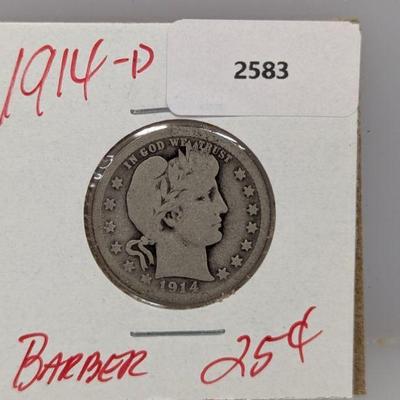 1914-D
2583
IN GOD WE TRUST
1914
BARBER 25¢